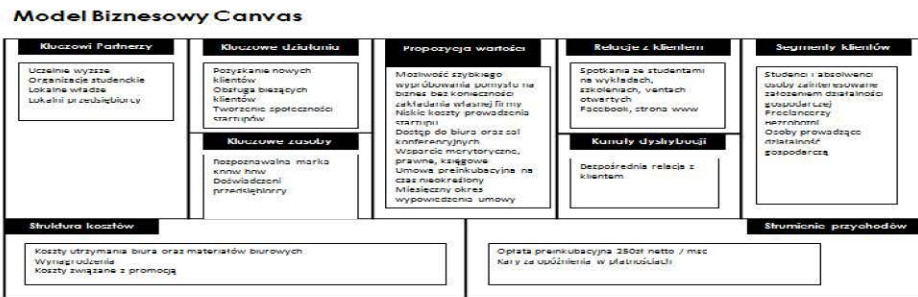 Model Biznesowy Canvas
Kluczowi Partnerzy
Uczelnie wyższe
Organizacje studenckie
Lokalne władze
Lokalni przedsiębiorcy
Kluczowe działania
Pozyskanie nowych
klientów
Obsługa bieżących
klientów
Tworzenie społeczności
startupów
Kluczowe zasoby
Rozpoznawalna marka
Know how
Doświadczeni
przedsiębiorcy
Propozycja wartości
Możliwość szybkiego
wypróbowania pomysłu na
biznes bez konieczności
zakładania własnej firmy
Niskie koszty prowadzenia
startupu
Dostęp do biura oraz sal
konferencyjnych
Wsparcie merytoryczne,
prawne, księgowe
Umowa preinkubacyjna na
czas nieokreślony
Miesięczny okres
wypowiedzenia umowy
Relacje z klientem
Spotkania ze studentami
na wykładach,
szkoleniach, ventach
otwartych
Facebook, strona www
Kanały dystrybucji
Bezpośrednia relacja z
klientem
Segmenty klientów
Studenci i absolwenci
osoby zainteresowane
założeniem działalności
gospodarczej
Freelancerzy
Bezrobotni
Osoby prowadzące
działalność
gospodarczą
Struktura kosztów
Koszty utrzymania biura oraz materiałów biurowych
Wynagrodzenia
Koszty związane z promocją
Strumienie przychodów
Opłata preinkubacyjna 250zł netto / msc
Kary za opóźnienia w płatnościach